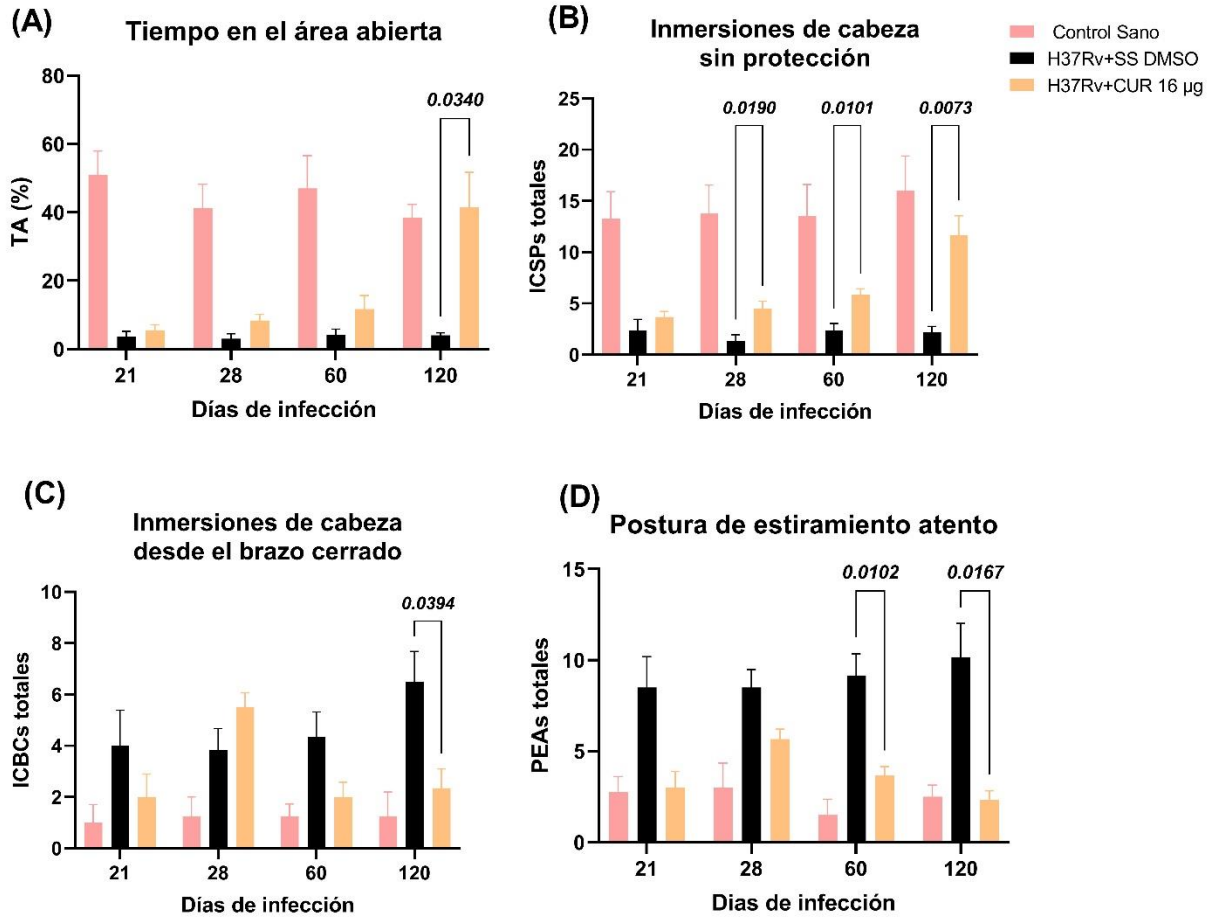 (A)
Tiempo en el área abierta
TA (%)
80
60
40
20
0
0.0340
21 28 60 120
Días de infección
(B)
Inmersiones de cabeza
sin protección
ICSPs totales
25
20
15
10
5
0
0.0190 0.0101 0.0073
21 28 60 120
Días de infección
Control Sano
H37Rv+SS DMSO
H37Rv+CUR 16 µg
(C)
Inmersiones de cabeza
desde el brazo cerrado
ICBCs totales
10
8
6
4
2
0
0.0394
21 28 60 120
Días de infección
(D)
Postura de estiramiento atento
PEAs totales
15
10
5
0
0.0102 0.0167
21 28 60 120
Dias de infección